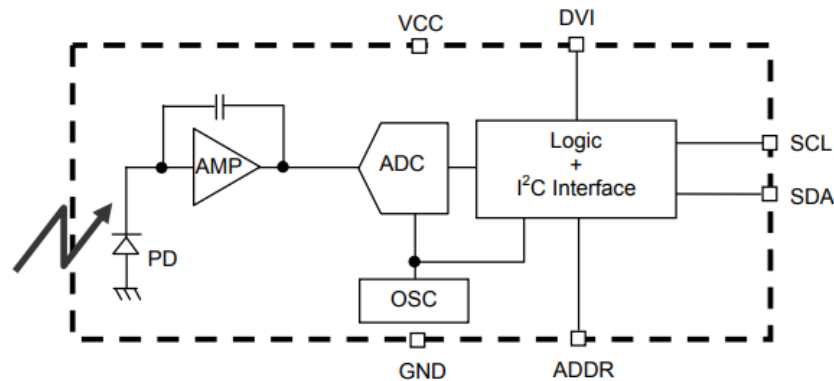 VCC
DVI
AMP
ADC
Logic
+
I²C Interface
SCL
SDA
PD
OSC
GND
ADDR